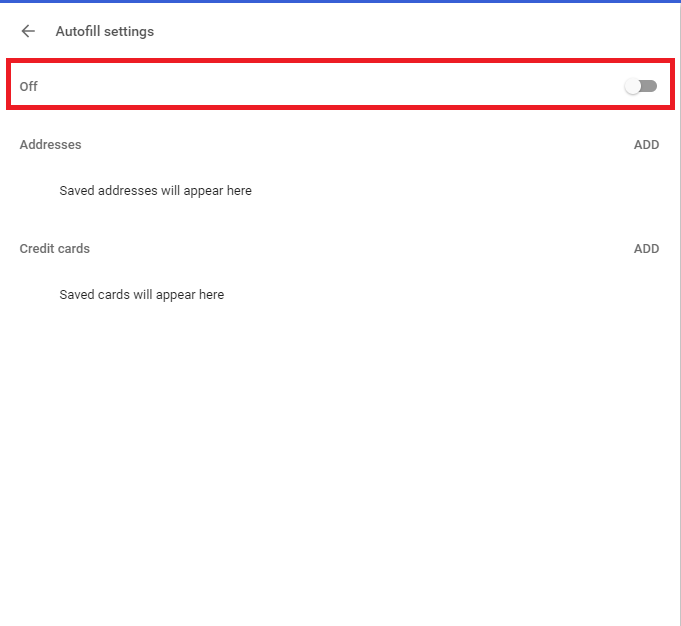 Autofill settings
Off
Addresses ADD
Saved addresses will appear here
Credit cards ADD
Saved cards will appear here